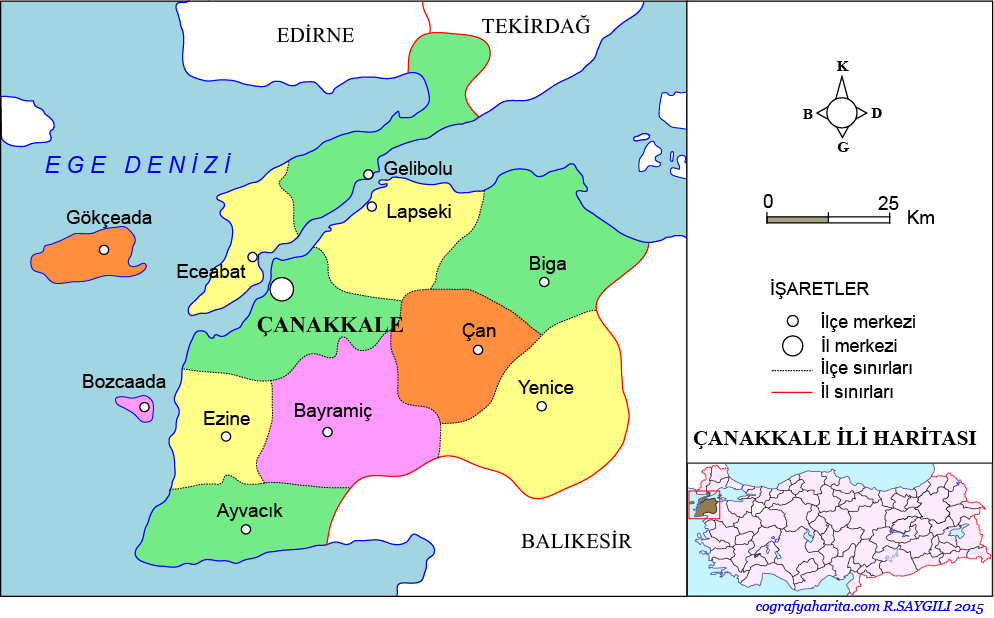 EDİRNE
TEKİRDAĞ
EGE DENİZİ
Gelibolu
Lapseki
Gökçeada
Eceabat
Biga
ÇANAKKALE
Çan
Bozcaada
Yenice
Ezine
Bayramiç
Ayvacık
BALIKESİR
K
B D
G
0 25 Km
İŞARETLER
İlçe merkezi
İl merkezi
İlçe sınırları
İl sınırları
ÇANAKKALE İLİ HARİTASI
cografyaharita.com R.SAYGILI 2015